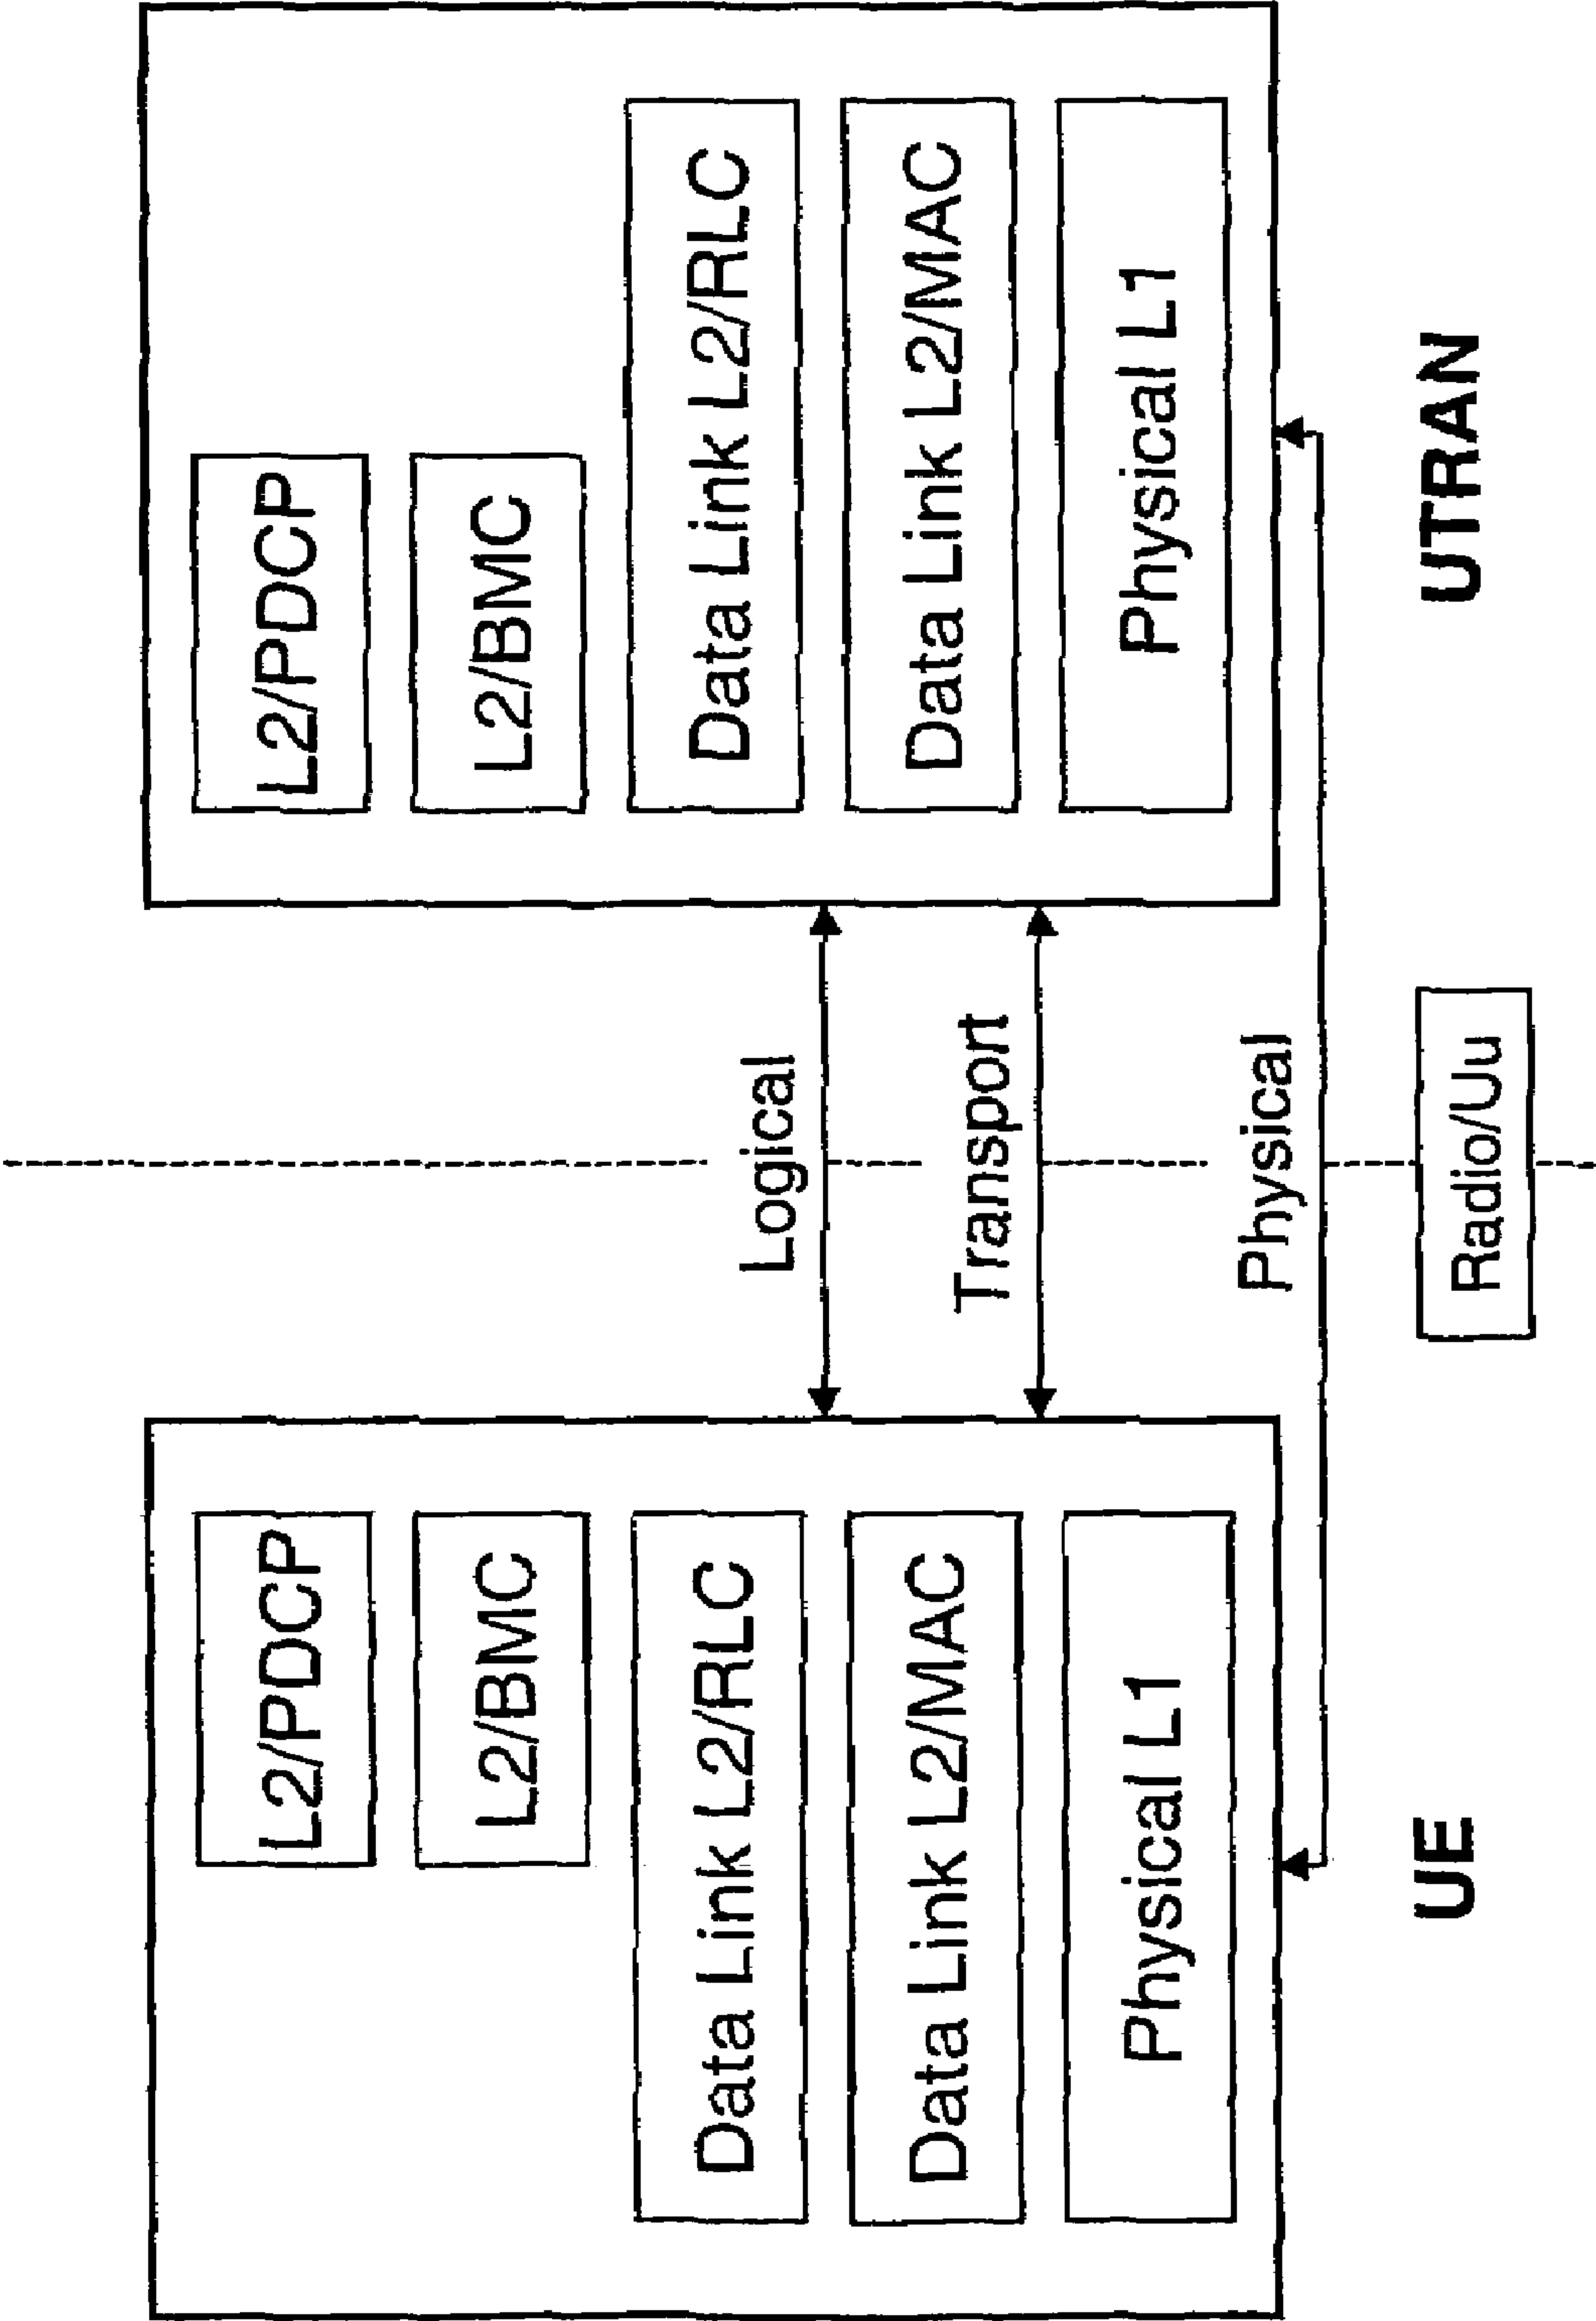 L2/PDCP
L2/BMC
Data Link L2/RLC
Data Link L2/MAC
Physical L1
UE
Logical
Transport
Physical
Radio/Uu
L2/PDCP
L2/BMC
Data Link L2/RLC
Data Link L2/MAC
Physical L1
UTRAN